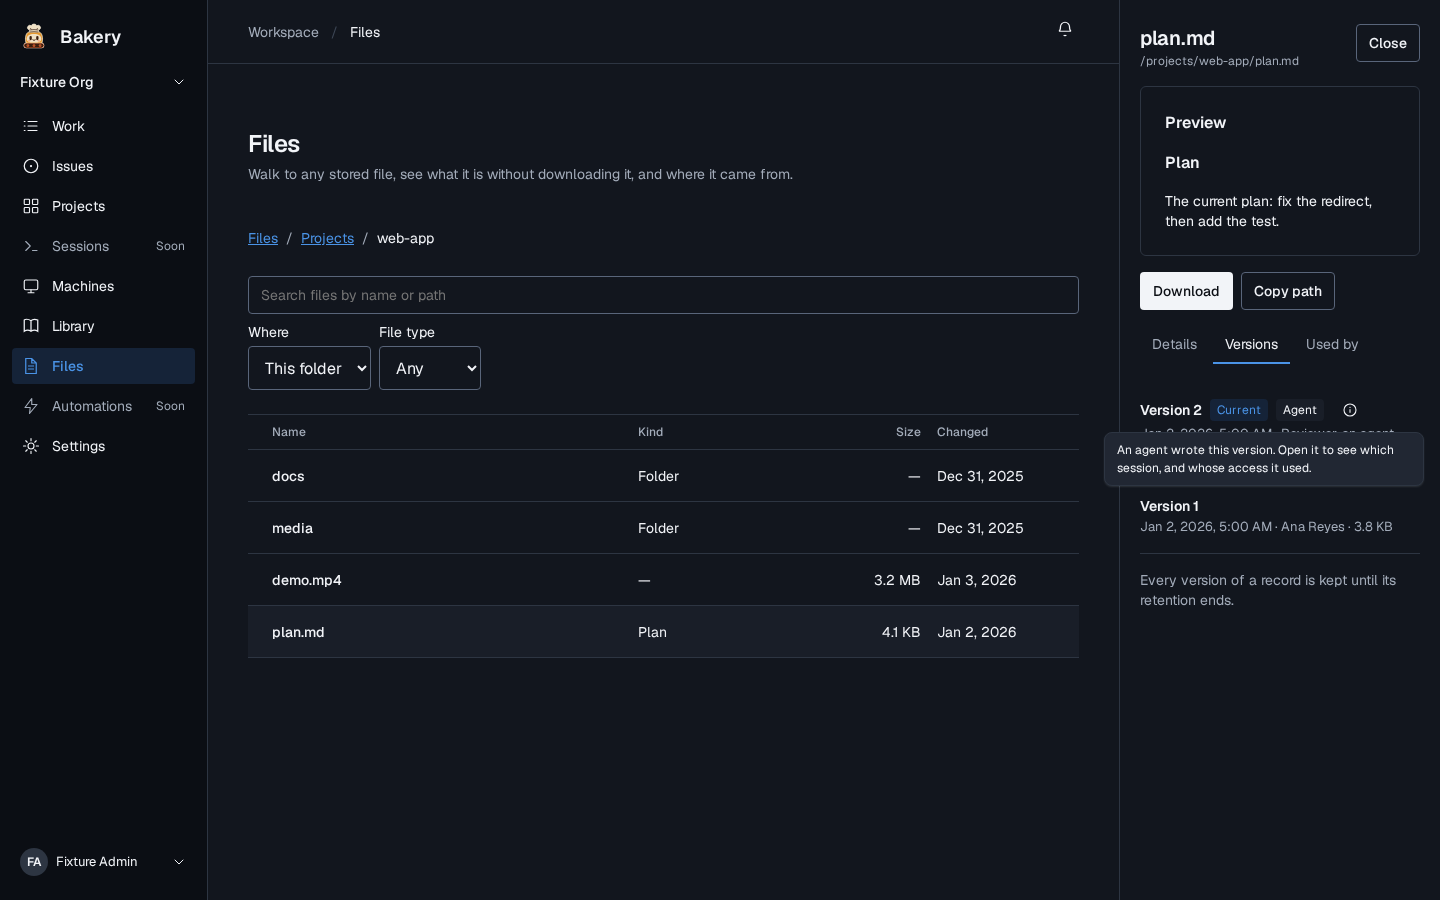 Bakery
Fixture Org
Work
Issues
Projects
Sessions Soon
Machines
Library
Files
Automations Soon
Settings
FA Fixture Admin
Workspace / Files
Files
Walk to any stored file, see what it is without downloading it, and where it came from.
Files / Projects / web-app
Search files by name or path
Where File type
This folder Any
Name Kind Size Changed
docs Folder — Dec 31, 2025
media Folder — Dec 31, 2025
demo.mp4 — 3.2 MB Jan 3, 2026
plan.md Plan 4.1 KB Jan 2, 2026
plan.md
Close
/projects/web-app/plan.md
Preview
Plan
The current plan: fix the redirect,
then add the test.
Download Copy path
Details Versions Used by
Version 2 Current Agent
An agent wrote this version. Open it to see which
session, and whose access it used.
Version 1
Jan 2, 2026, 5:00 AM · Ana Reyes · 3.8 KB
Every version of a record is kept until its
retention ends.